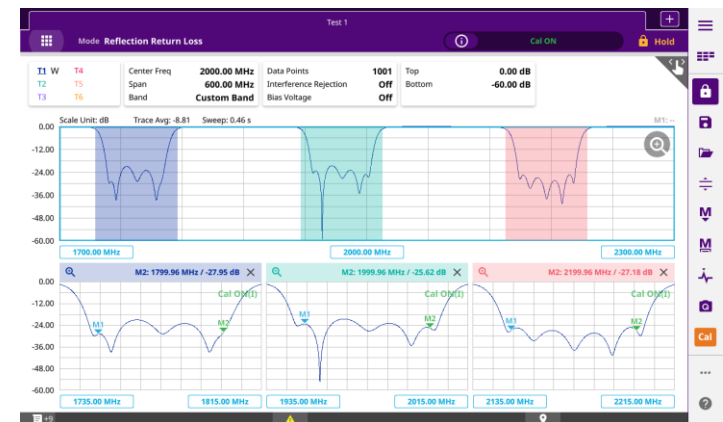 Test 1
Mode Reflection Return Loss
Cal ON
Hold
T1 W T4
T2 T5
T3 T6
Center Freq 2000.00 MHz
Span 600.00 MHz
Band Custom Band
Data Points 1001
Interference Rejection Off
Bias Voltage Off
Top 0.00 dB
Bottom -60.00 dB
Scale Unit: dB Trace Avg: -8.81 Sweep: 0.46 s M1: --
0.00
-12.00
-24.00
-36.00
-48.00
-60.00
1700.00 MHz 2000.00 MHz 2300.00 MHz
M2: 1799.96 MHz / -27.95 dB
M2: 1999.96 MHz / -25.62 dB
M2: 2199.96 MHz / -27.18 dB
0.00
-12.00
-24.00
-36.00
-48.00
-60.00
Cal ON(I)
M1 M2
Cal ON(I)
M1 M2
Cal ON(I)
M1 M2
1735.00 MHz 1815.00 MHz
1935.00 MHz 2015.00 MHz
2135.00 MHz 2215.00 MHz
+9
M
M
Cal